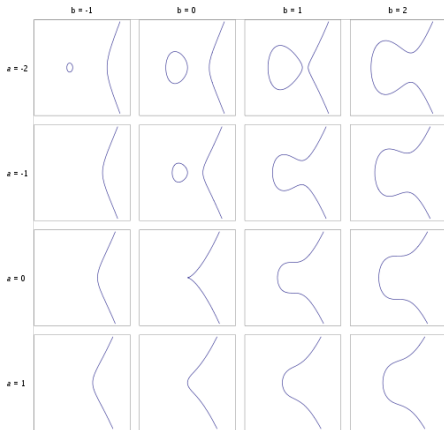 b = -1 b = 0 b = 1 b = 2
a = -2
a = -1
a = 0
a = 1